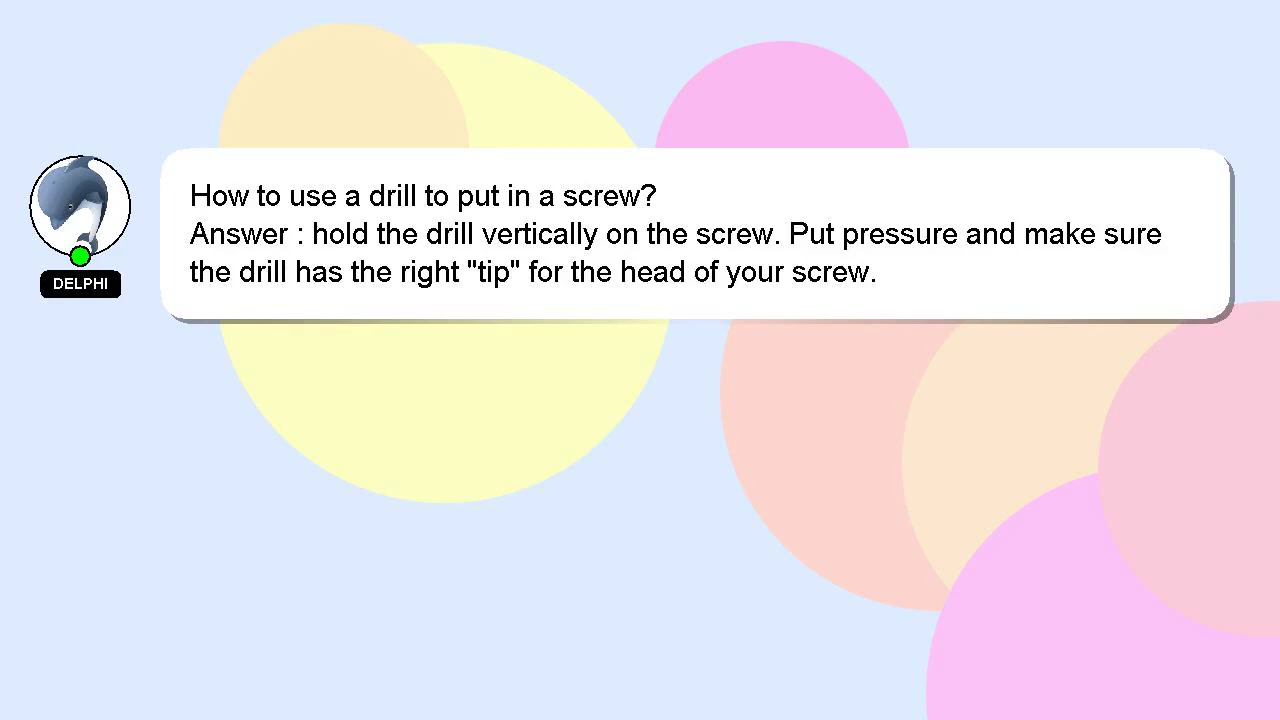 How to use a drill to put in a screw?
Answer : hold the drill vertically on the screw. Put pressure and make sure
the drill has the right "tip" for the head of your screw.
DELPHI